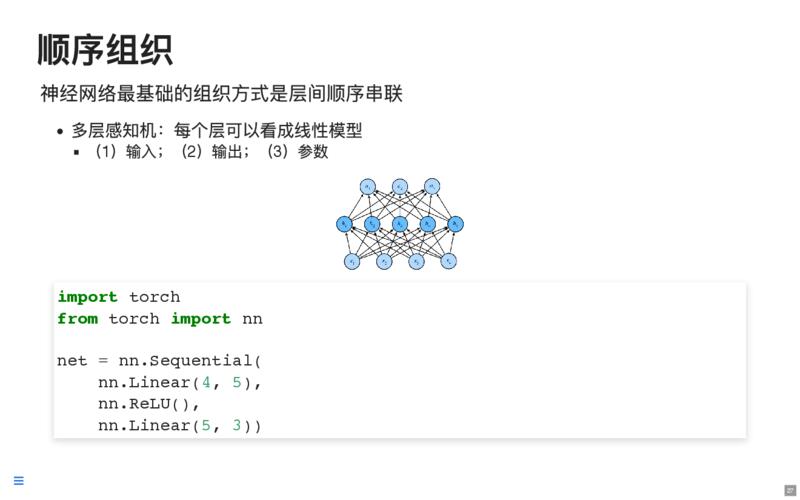 顺序组织
神经网络最基础的组织方式是层间顺序串联
多层感知机：每个层可以看成线性模型
（1）输入；（2）输出；（3）参数
import torch
from torch import nn
net = nn.Sequential(
nn.Linear(4, 5),
nn.ReLU(),
nn.Linear(5, 3))
27